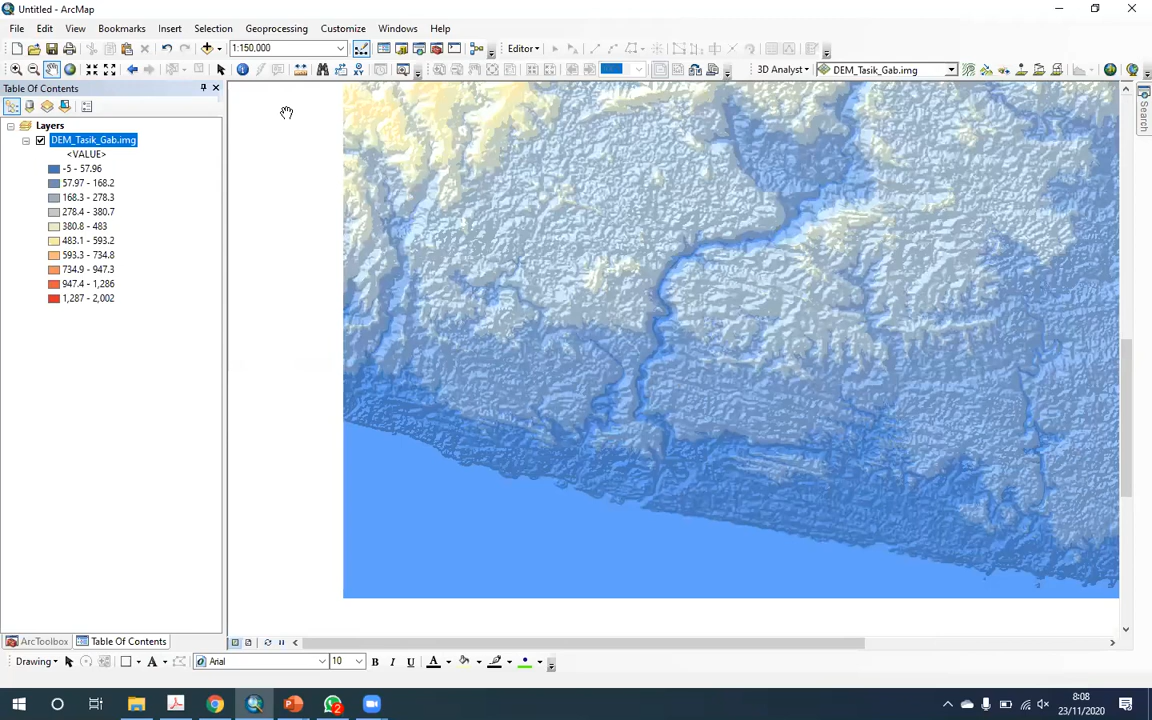 Untitled - ArcMap
File Edit View Bookmarks Insert Selection Geoprocessing Customize Windows Help
1:150,000 Editor
3D Analyst DEM_Tasik_Gab.img
Table Of Contents
Layers
DEM_Tasik_Gab.img
<VALUE>
-5 - 57.96
57.97 - 168.2
168.3 - 278.3
278.4 - 380.7
380.8 - 483
483.1 - 593.2
593.3 - 734.8
734.9 - 947.3
947.4 - 1,286
1,287 - 2,002
Search
ArcToolbox Table Of Contents
Drawing A Arial 10 B I U A
2
8:08
23/11/2020